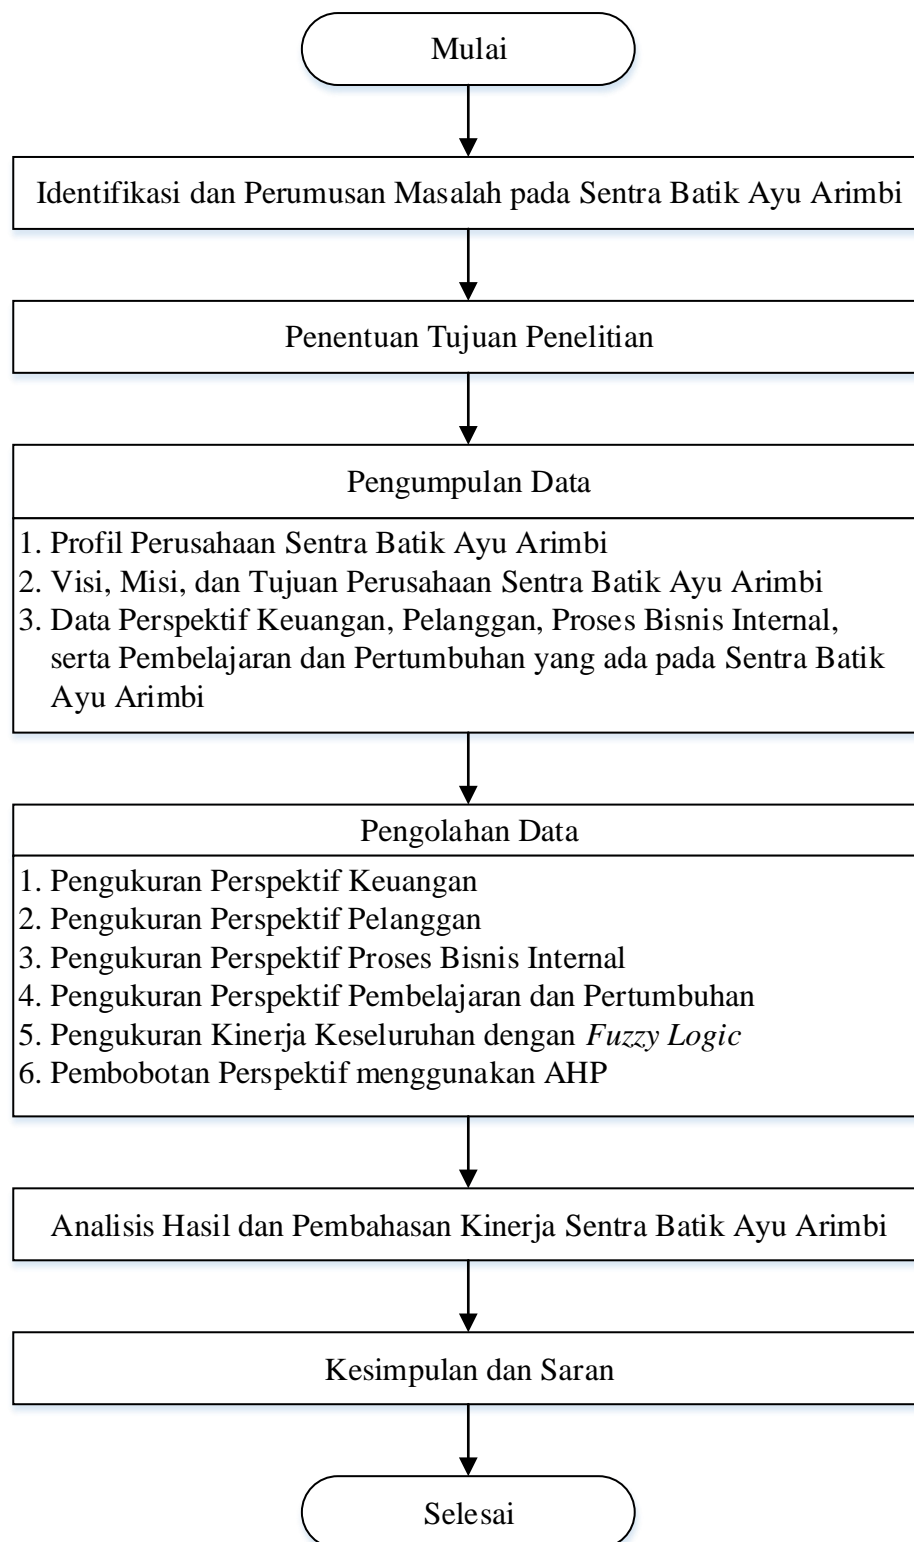 Mulai
Identifikasi dan Perumusan Masalah pada Sentra Batik Ayu Arimbi
Penentuan Tujuan Penelitian
Pengumpulan Data
1. Profil Perusahaan Sentra Batik Ayu Arimbi
2. Visi, Misi, dan Tujuan Perusahaan Sentra Batik Ayu Arimbi
3. Data Perspektif Keuangan, Pelanggan, Proses Bisnis Internal,
serta Pembelajaran dan Pertumbuhan yang ada pada Sentra Batik
Ayu Arimbi
Pengolahan Data
1. Pengukuran Perspektif Keuangan
2. Pengukuran Perspektif Pelanggan
3. Pengukuran Perspektif Proses Bisnis Internal
4. Pengukuran Perspektif Pembelajaran dan Pertumbuhan
5. Pengukuran Kinerja Keseluruhan dengan Fuzzy Logic
6. Pembobotan Perspektif menggunakan AHP
Analisis Hasil dan Pembahasan Kinerja Sentra Batik Ayu Arimbi
Kesimpulan dan Saran
Selesai